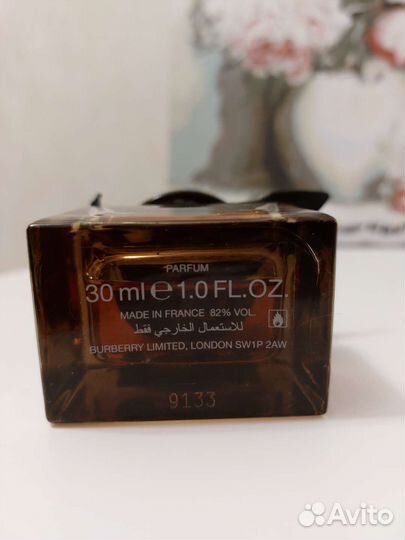 PARFUM
30 ml ℮ 1.0 FL.OZ.
MADE IN FRANCE 82% VOL.
للاستعمال الخارجي فقط
BURBERRY LIMITED, LONDON SW1P 2AW
9133
Avito